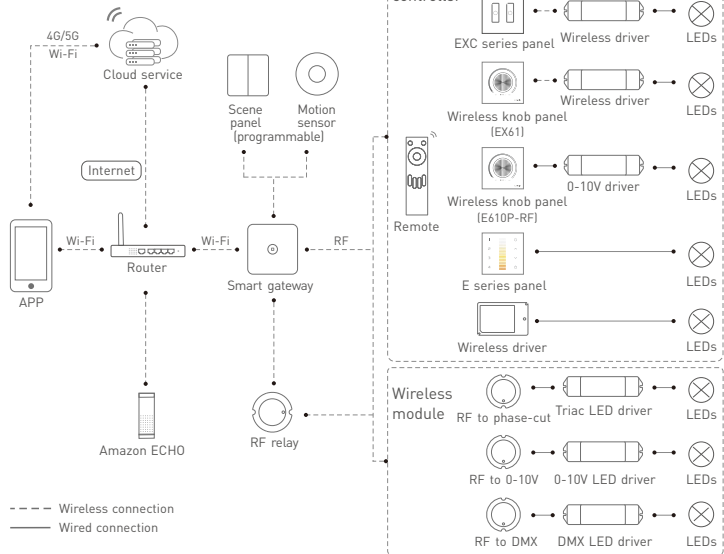 controller
4G/5G
Wi-Fi
Cloud service
Scene
panel
Motion
sensor
(programmable)
Internet
Wi-Fi
Wi-Fi
RF
APP
Router
Smart gateway
Amazon ECHO
RF relay
Remote
EXC series panel
Wireless driver
LEDs
Wireless knob panel
(EX61)
Wireless driver
LEDs
Wireless knob panel
(E610P-RF)
0-10V driver
LEDs
E series panel
LEDs
Wireless driver
LEDs
Wireless
module
RF to phase-cut
Triac LED driver
LEDs
RF to 0-10V
0-10V LED driver
LEDs
RF to DMX
DMX LED driver
LEDs
Wireless connection
Wired connection